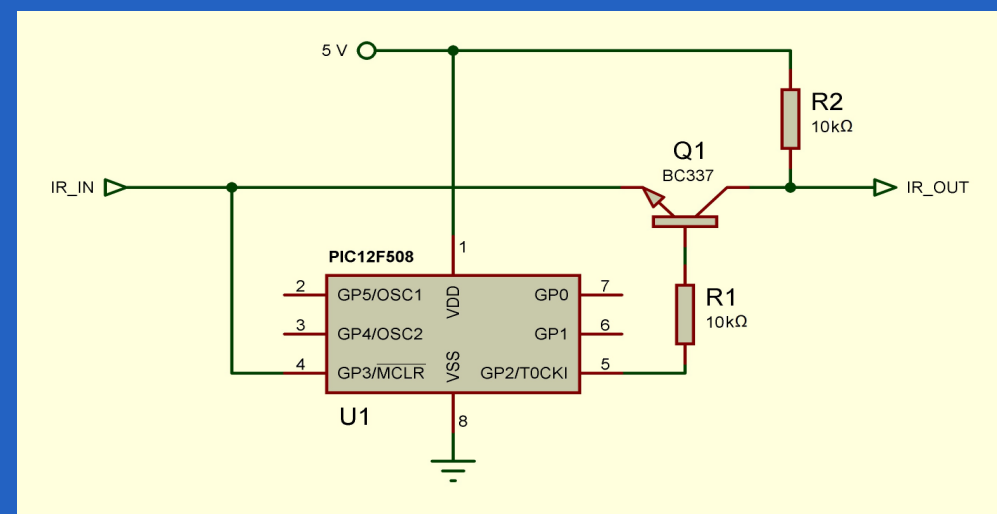 5 V
R2
10kΩ
Q1
BC337
IR_IN
IR_OUT
1
PIC12F508
2
GP5/OSC1
VDD
GP0
7
R1
10kΩ
3
GP4/OSC2
GP1
6
4
GP3/MCLR
VSS
GP2/T0CKI
5
U1
8